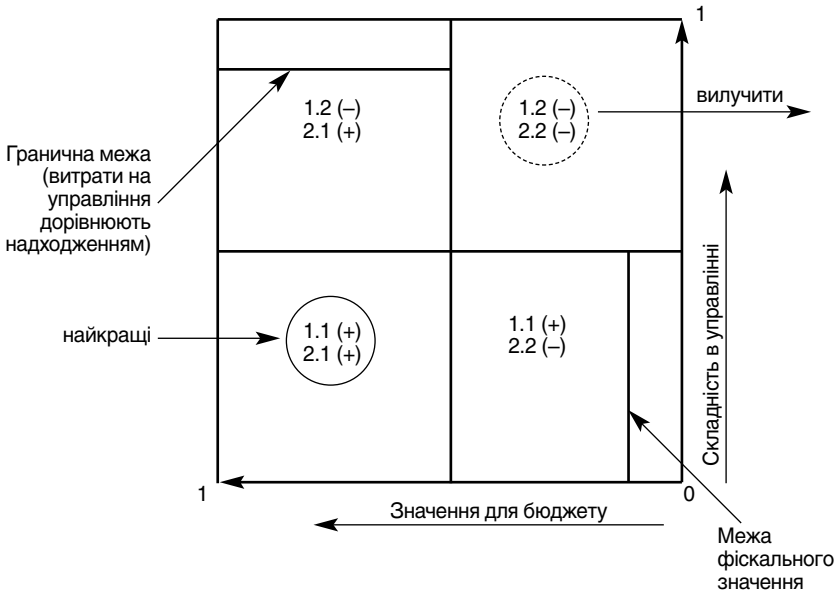 1
1.2 (–)
2.1 (+)
1.2 (–)
2.2 (–)
вилучити
Гранична межа
(витрати на
управління
дорівнюють
надходженням)
найкращі
1.1 (+)
2.1 (+)
1.1 (+)
2.2 (–)
Складність в управлінні
1
0
Значення для бюджету
Межа
фіскального
значення